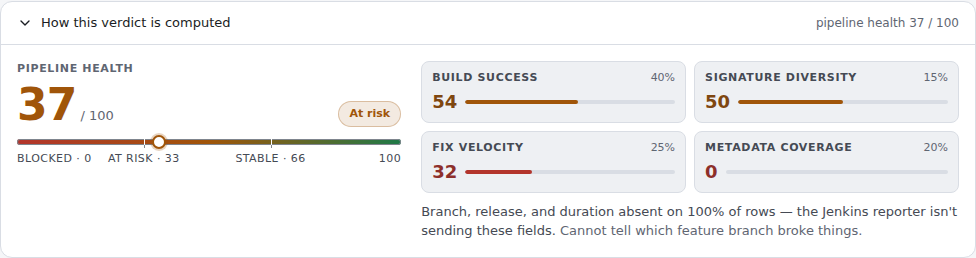 How this verdict is computed
pipeline health 37 / 100
PIPELINE HEALTH
37 / 100
At risk
BLOCKED · 0 AT RISK · 33 STABLE · 66 100
BUILD SUCCESS 40%
54
SIGNATURE DIVERSITY 15%
50
FIX VELOCITY 25%
32
METADATA COVERAGE 20%
0
Branch, release, and duration absent on 100% of rows — the Jenkins reporter isn't
sending these fields. Cannot tell which feature branch broke things.